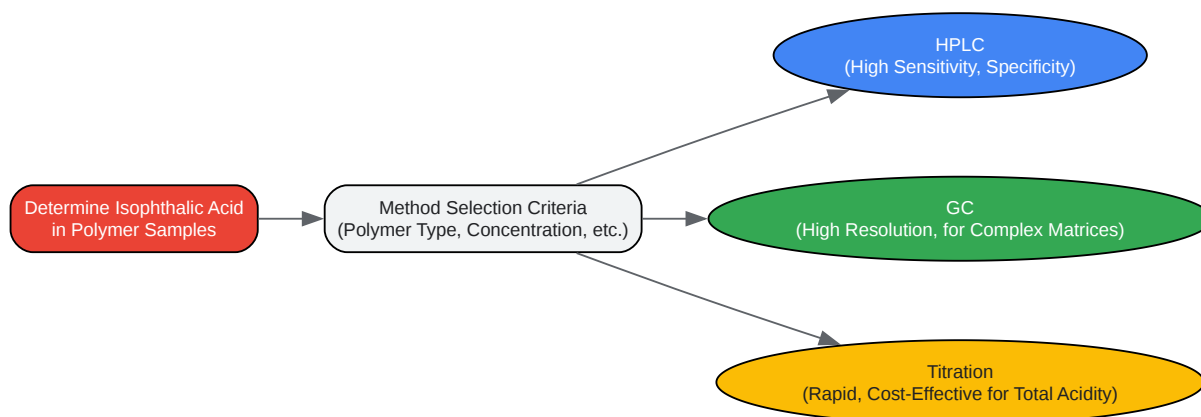 HPLC
(High Sensitivity, Specificity)
Determine Isophthalic Acid
in Polymer Samples
Method Selection Criteria
(Polymer Type, Concentration, etc.)
GC
(High Resolution, for Complex Matrices)
Titration
(Rapid, Cost-Effective for Total Acidity)